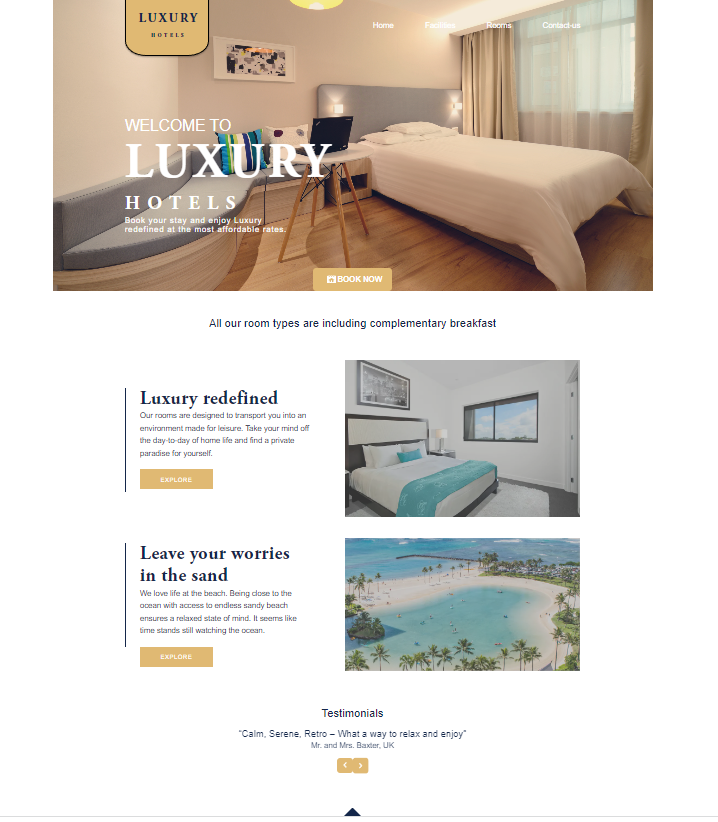 LUXURY
HOTELS
Home Facilities Rooms Contact-us
WELCOME TO
LUXURY
HOTELS
Book your stay and enjoy Luxury
redefined at the most affordable rates.
BOOK NOW
All our room types are including complementary breakfast
Luxury redefined
Our rooms are designed to transport you into an
environment made for leisure. Take your mind off
the day-to-day of home life and find a private
paradise for yourself.
EXPLORE
Leave your worries
in the sand
We love life at the beach. Being close to the
ocean with access to endless sandy beach
ensures a relaxed state of mind. It seems like
time stands still watching the ocean.
EXPLORE
Testimonials
“Calm, Serene, Retro – What a way to relax and enjoy”
Mr. and Mrs. Baxter, UK